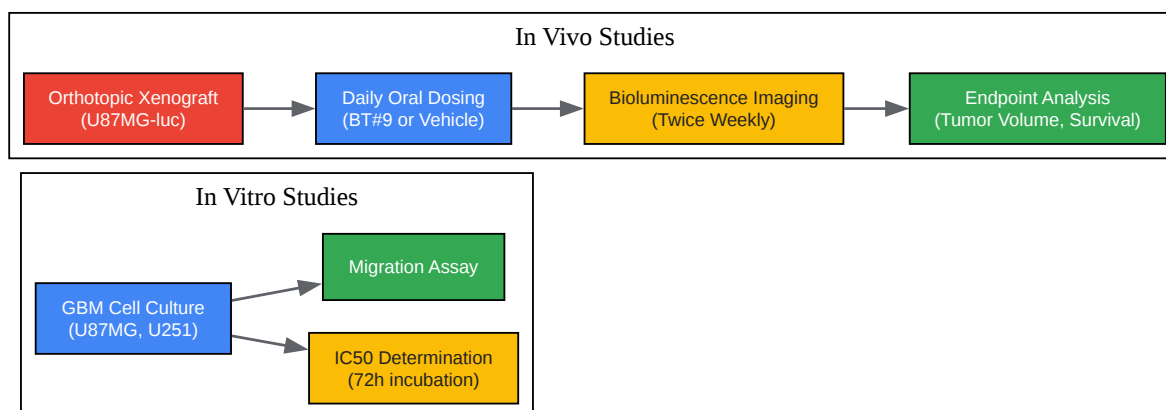 In Vivo Studies
Orthotopic Xenograft
(U87MG-luc)
Daily Oral Dosing
(BT#9 or Vehicle)
Bioluminescence Imaging
(Twice Weekly)
Endpoint Analysis
(Tumor Volume, Survival)
In Vitro Studies
GBM Cell Culture
(U87MG, U251)
Migration Assay
IC50 Determination
(72h incubation)